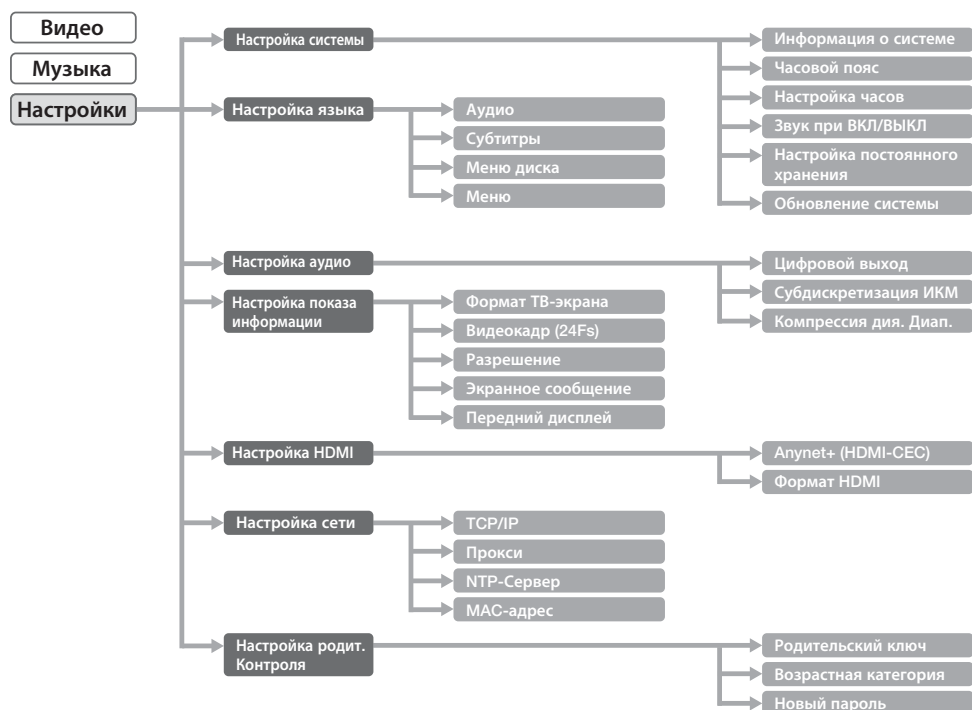 Видео
Музыка
Настройки
Настройка системы
Информация о системе
Часовой пояс
Настройка часов
Звук при ВКЛ/ВЫКЛ
Настройка постоянного
хранения
Обновление системы
Настройка языка
Аудио
Субтитры
Меню диска
Меню
Настройка аудио
Цифровой выход
Субдискретизация ИКМ
Компрессия дия. Диап.
Настройка показа
информации
Формат ТВ-экрана
Видеокадр (24Fs)
Разрешение
Экранное сообщение
Передний дисплей
Настройка HDMI
Anynet+ (HDMI-CEC)
Формат HDMI
Настройка сети
TCP/IP
Прокси
NTP-Сервер
MAC-адрес
Настройка родит.
Контроля
Родительский ключ
Возрастная категория
Новый пароль